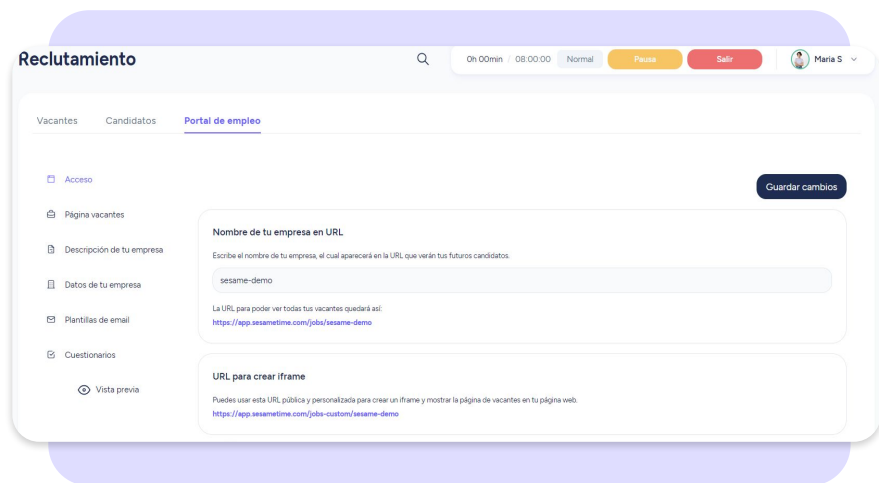 Reclutamiento
0h 00min / 08:00:00 Normal Pausa Salir Maria S
Vacantes Candidatos Portal de empleo
Acceso
Guardar cambios
Página vacantes
Nombre de tu empresa en URL
Descripción de tu empresa
Escribe el nombre de tu empresa, el cual aparecerá en la URL que verán tus futuros candidatos.
sesame-demo
Datos de tu empresa
La URL para poder ver todas tus vacantes quedará así:
Plantillas de email
https://app.sesametime.com/jobs/sesame-demo
Cuestionarios
URL para crear iframe
Vista previa
Puedes usar esta URL pública y personalizada para crear un iframe y mostrar la página de vacantes en tu página web.
https://app.sesametime.com/jobs-custom/sesame-demo